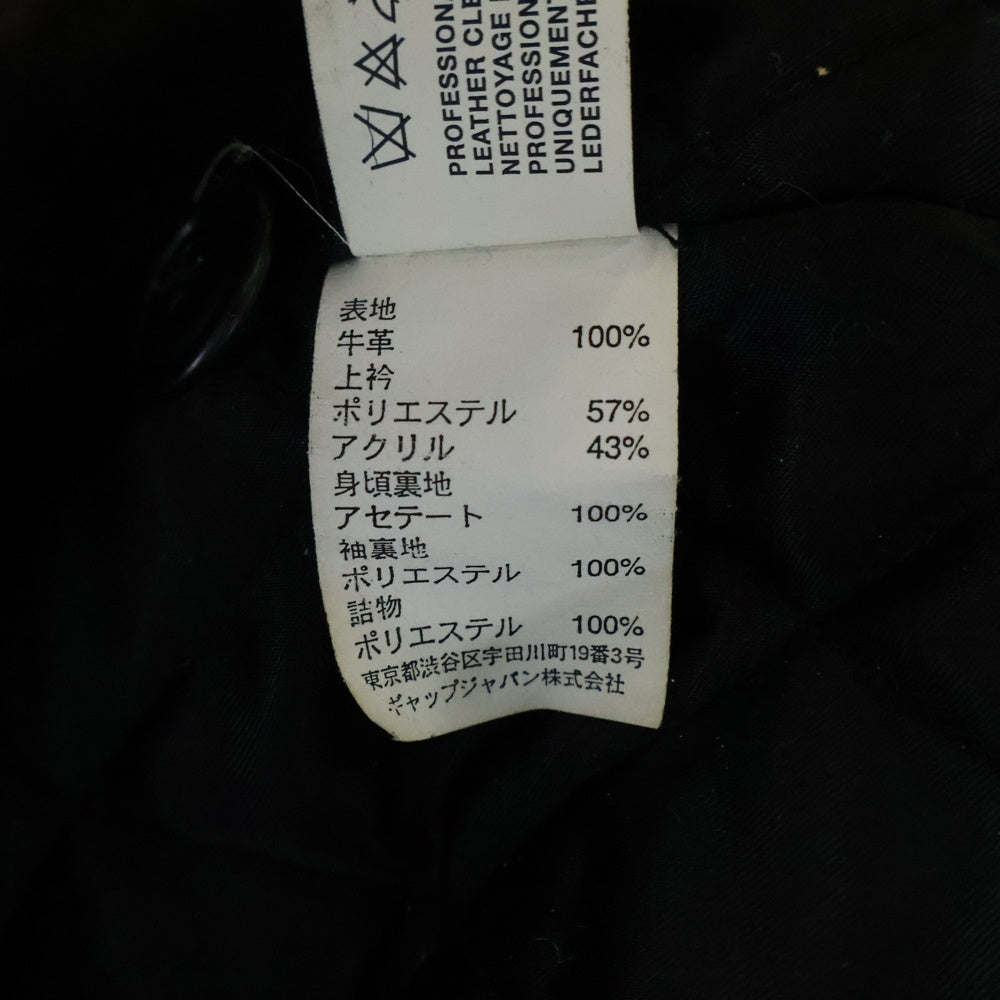 PROFESSION
LEATHER CLE
NETTOYAGE
PROFESSION
UNIQUEMENT
LEDERFACHE
表地
牛革 100%
上衿
ポリエステル 57%
アクリル 43%
身頃裏地
アセテート 100%
袖裏地
ポリエステル 100%
詰物
ポリエステル 100%
東京都渋谷区宇田川町19番3号
ギャップジャパン株式会社